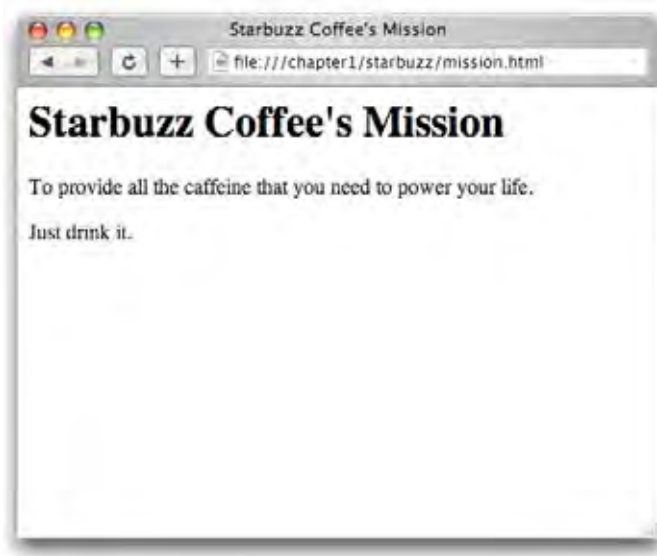 Starbuzz Coffee's Mission
file:///chapter1/starbuzz/mission.html
Starbuzz Coffee's Mission
To provide all the caffeine that you need to power your life.
Just drink it.